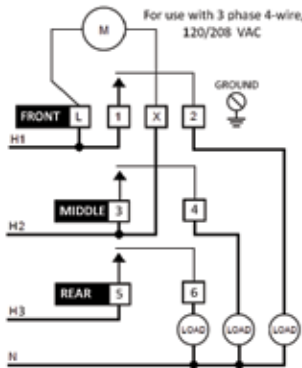 For use with 3 phase 4-wire,
120/208 VAC
M
GROUND
FRONT L 1 X 2
H1
MIDDLE 3 4
H2
REAR 5 6
H3
LOAD LOAD LOAD
N